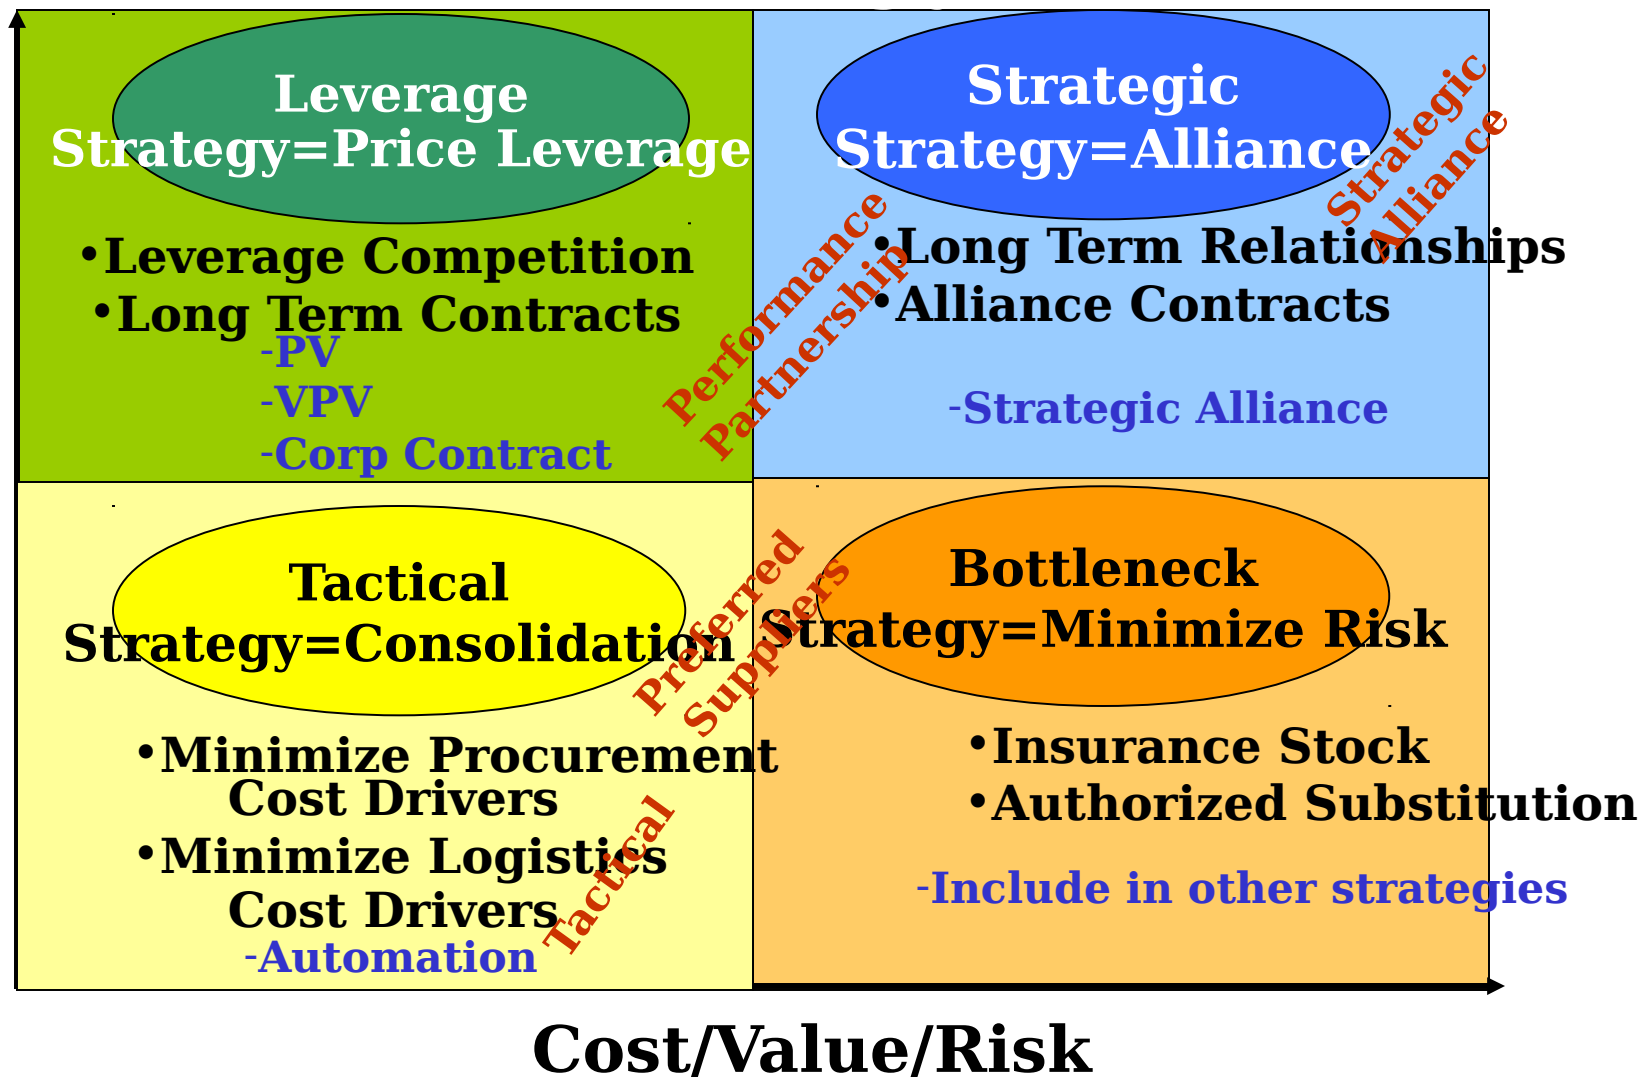 Leverage
Strategy=Price Leverage
•Leverage Competition
•Long Term Contracts
-PV
-VPV
-Corp Contract
Strategic
Strategy=Alliance
•Long Term Relationships
•Alliance Contracts
-Strategic Alliance
Strategic
Alliance
Performance
Partnership
Tactical
Strategy=Consolidation
•Minimize Procurement
Cost Drivers
•Minimize Logistics
Cost Drivers
-Automation
Preferred
Suppliers
Tactical
Bottleneck
Strategy=Minimize Risk
•Insurance Stock
•Authorized Substitution
-Include in other strategies
Cost/Value/Risk